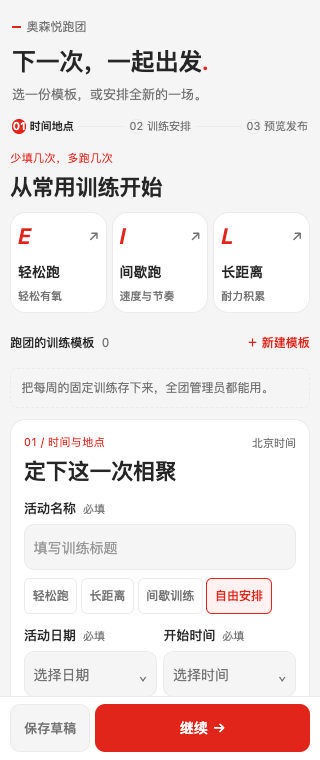 奥森悦跑团
下一次，一起出发.
选一份模板，或安排全新的一场。
01 时间地点 02 训练安排 03 预览发布
少填几次，多跑几次
从常用训练开始
E ↗ I ↗ L ↗
轻松跑 间歇跑 长距离
轻松有氧 速度与节奏 耐力积累
跑团的训练模板 0 + 新建模板
把每周的固定训练存下来，全团管理员都能用。
01 / 时间与地点 北京时间
定下这一次相聚
活动名称 必填
填写训练标题
轻松跑 长距离 间歇训练 自由安排
活动日期 必填 开始时间 必填
选择日期 选择时间
保存草稿 继续 →